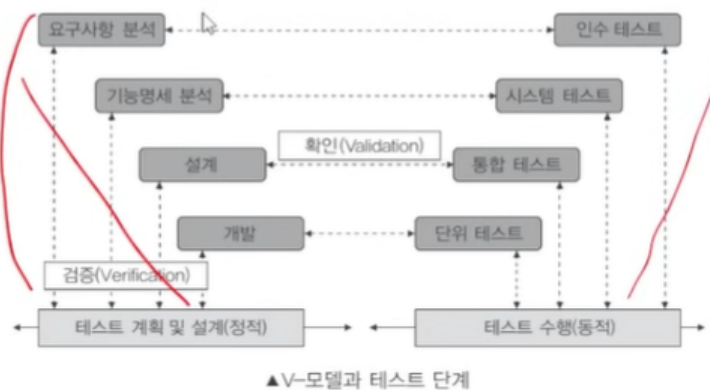 요구사항 분석
인수 테스트
기능명세 분석
시스템 테스트
확인(Validation)
설계
통합 테스트
개발
단위 테스트
검증(Verification)
테스트 계획 및 설계(정적)
테스트 수행(동적)
▲V-모델과 테스트 단계